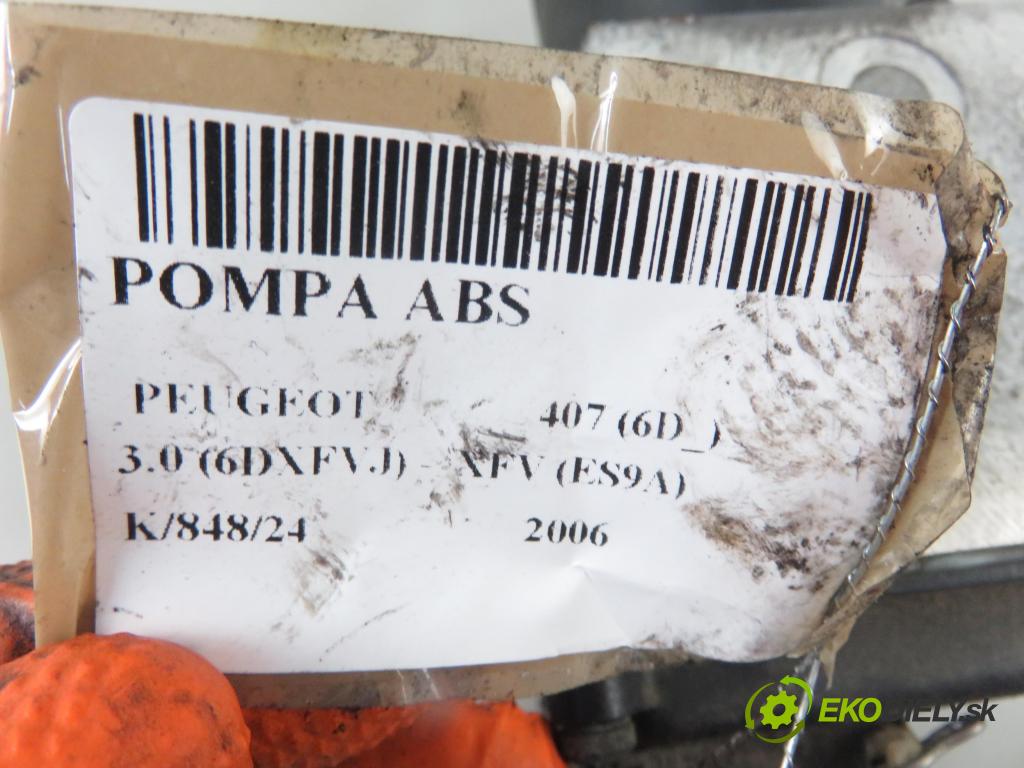 POMPA ABS
PEUGEOT 407 (6D_)
3.0 (6DXFVJ) - XFV (ES9A)
K/848/24 2006
EKODIELY.SK